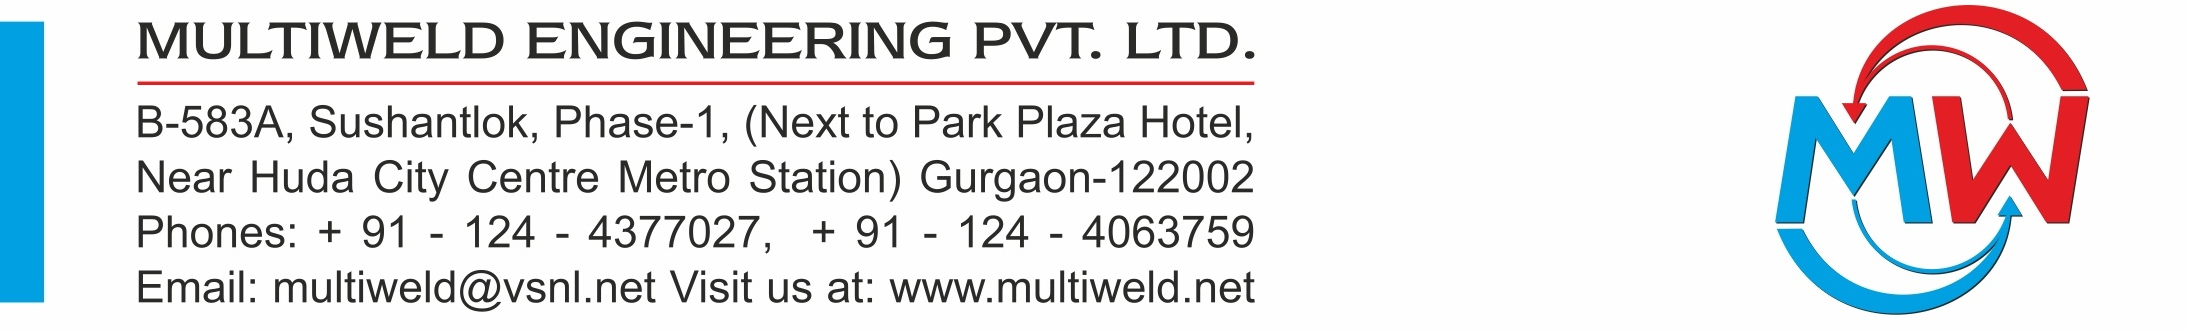 MULTIWELD ENGINEERING PVT. LTD.
B-583A, Sushantlok, Phase-1, (Next to Park Plaza Hotel,
Near Huda City Centre Metro Station) Gurgaon-122002
Phones: + 91 - 124 - 4377027, + 91 - 124 - 4063759
Email: multiweld@vsnl.net Visit us at: www.multiweld.net
MW